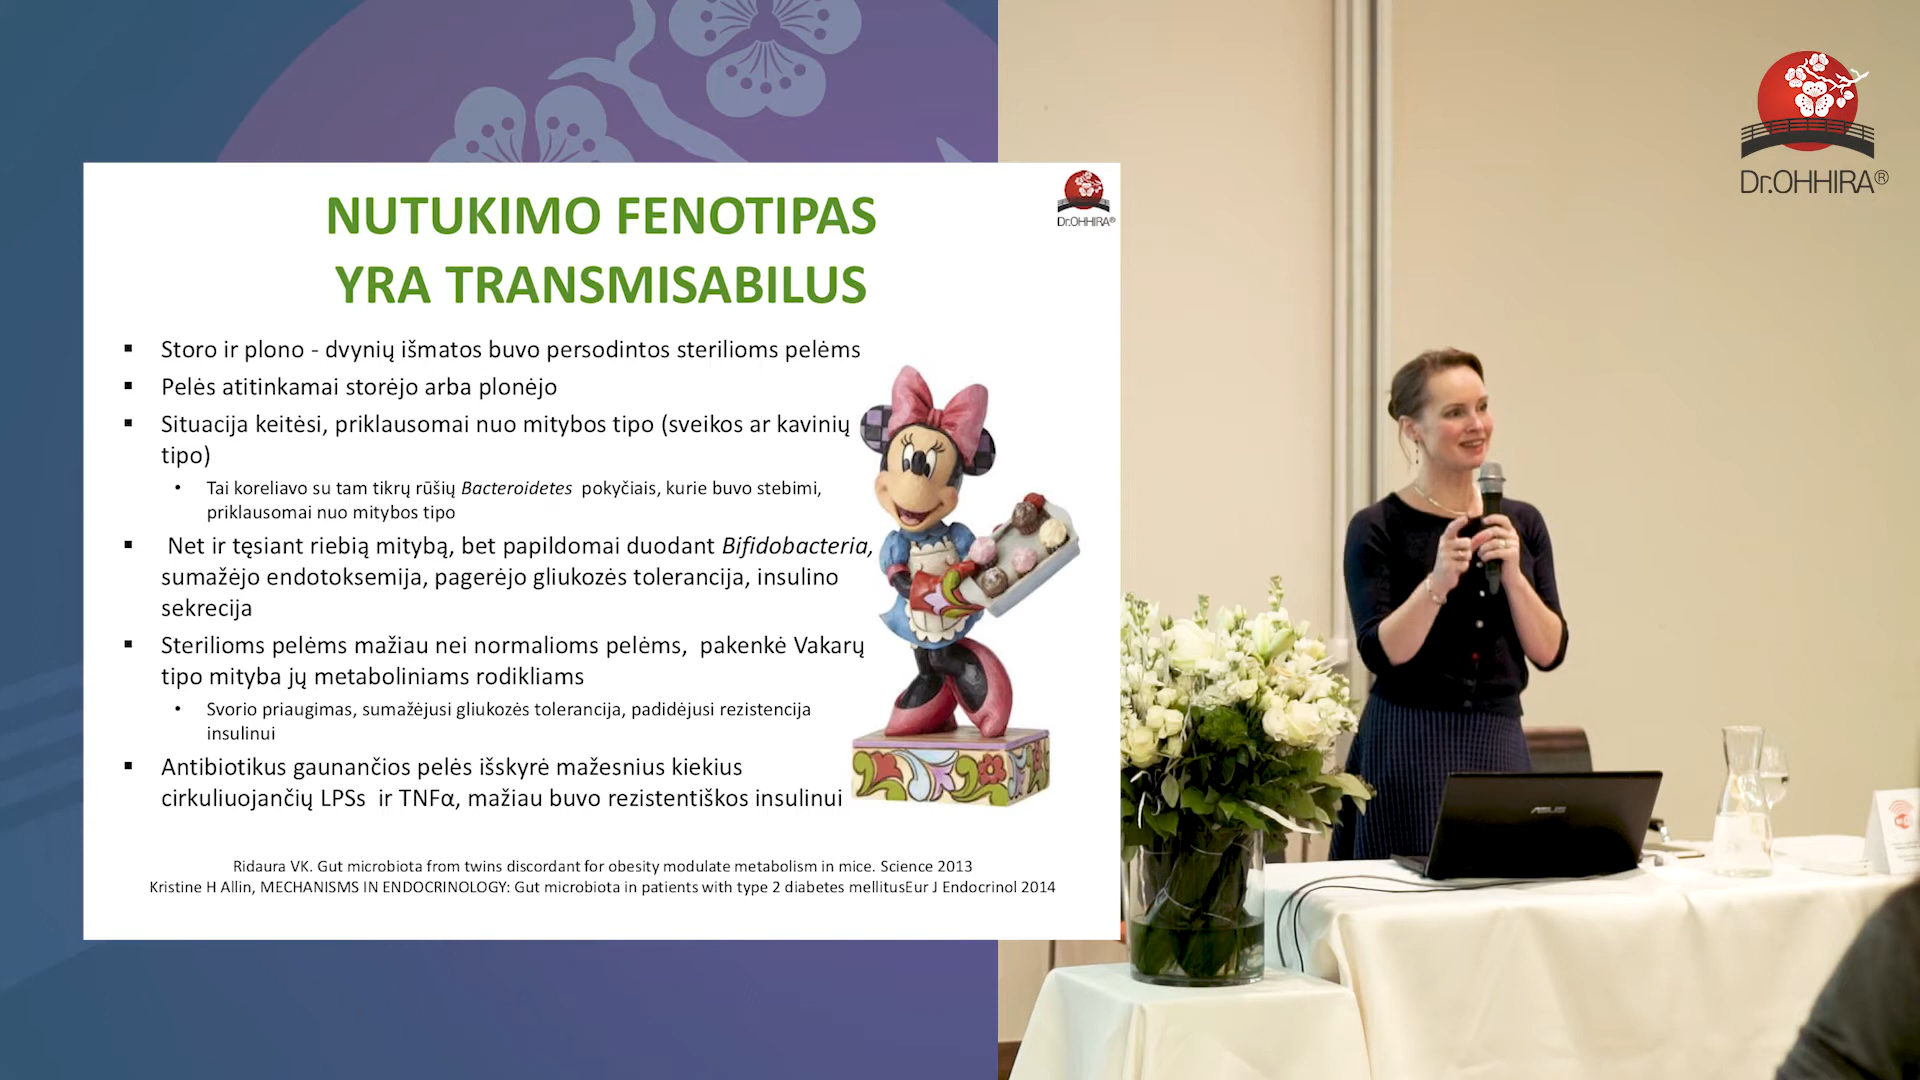 NUTUKIMO FENOTIPAS
YRA TRANSMISABILUS
Dr.OHHIRA®
Storo ir plono - dvynių išmatos buvo persodintos sterilioms pelėms
Pelės atitinkamai storėjo arba plonėjo
Situacija keitėsi, priklausomai nuo mitybos tipo (sveikos ar kavinių
tipo)
Tai koreliavo su tam tikrų rūšių Bacteroidetes pokyčiais, kurie buvo stebimi,
priklausomai nuo mitybos tipo
Net ir tęsiant riebią mitybą, bet papildomai duodant Bifidobacteria,
sumažėjo endotoksemija, pagerėjo gliukozės tolerancija, insulino
sekrecija
Sterilioms pelėms mažiau nei normalioms pelėms, pakenkė Vakarų
tipo mityba jų metaboliniams rodikliams
Svorio priaugimas, sumažėjusi gliukozės tolerancija, padidėjusi rezistencija
insulinui
Antibiotikus gaunančios pelės išskyrė mažesnius kiekius
cirkuliuojančių LPSs ir TNFα, mažiau buvo rezistentiškos insulinui
Ridaura VK. Gut microbiota from twins discordant for obesity modulate metabolism in mice. Science 2013
Kristine H Allin, MECHANISMS IN ENDOCRINOLOGY: Gut microbiota in patients with type 2 diabetes mellitusEur J Endocrinol 2014
Dr.OHHIRA®
ASUS